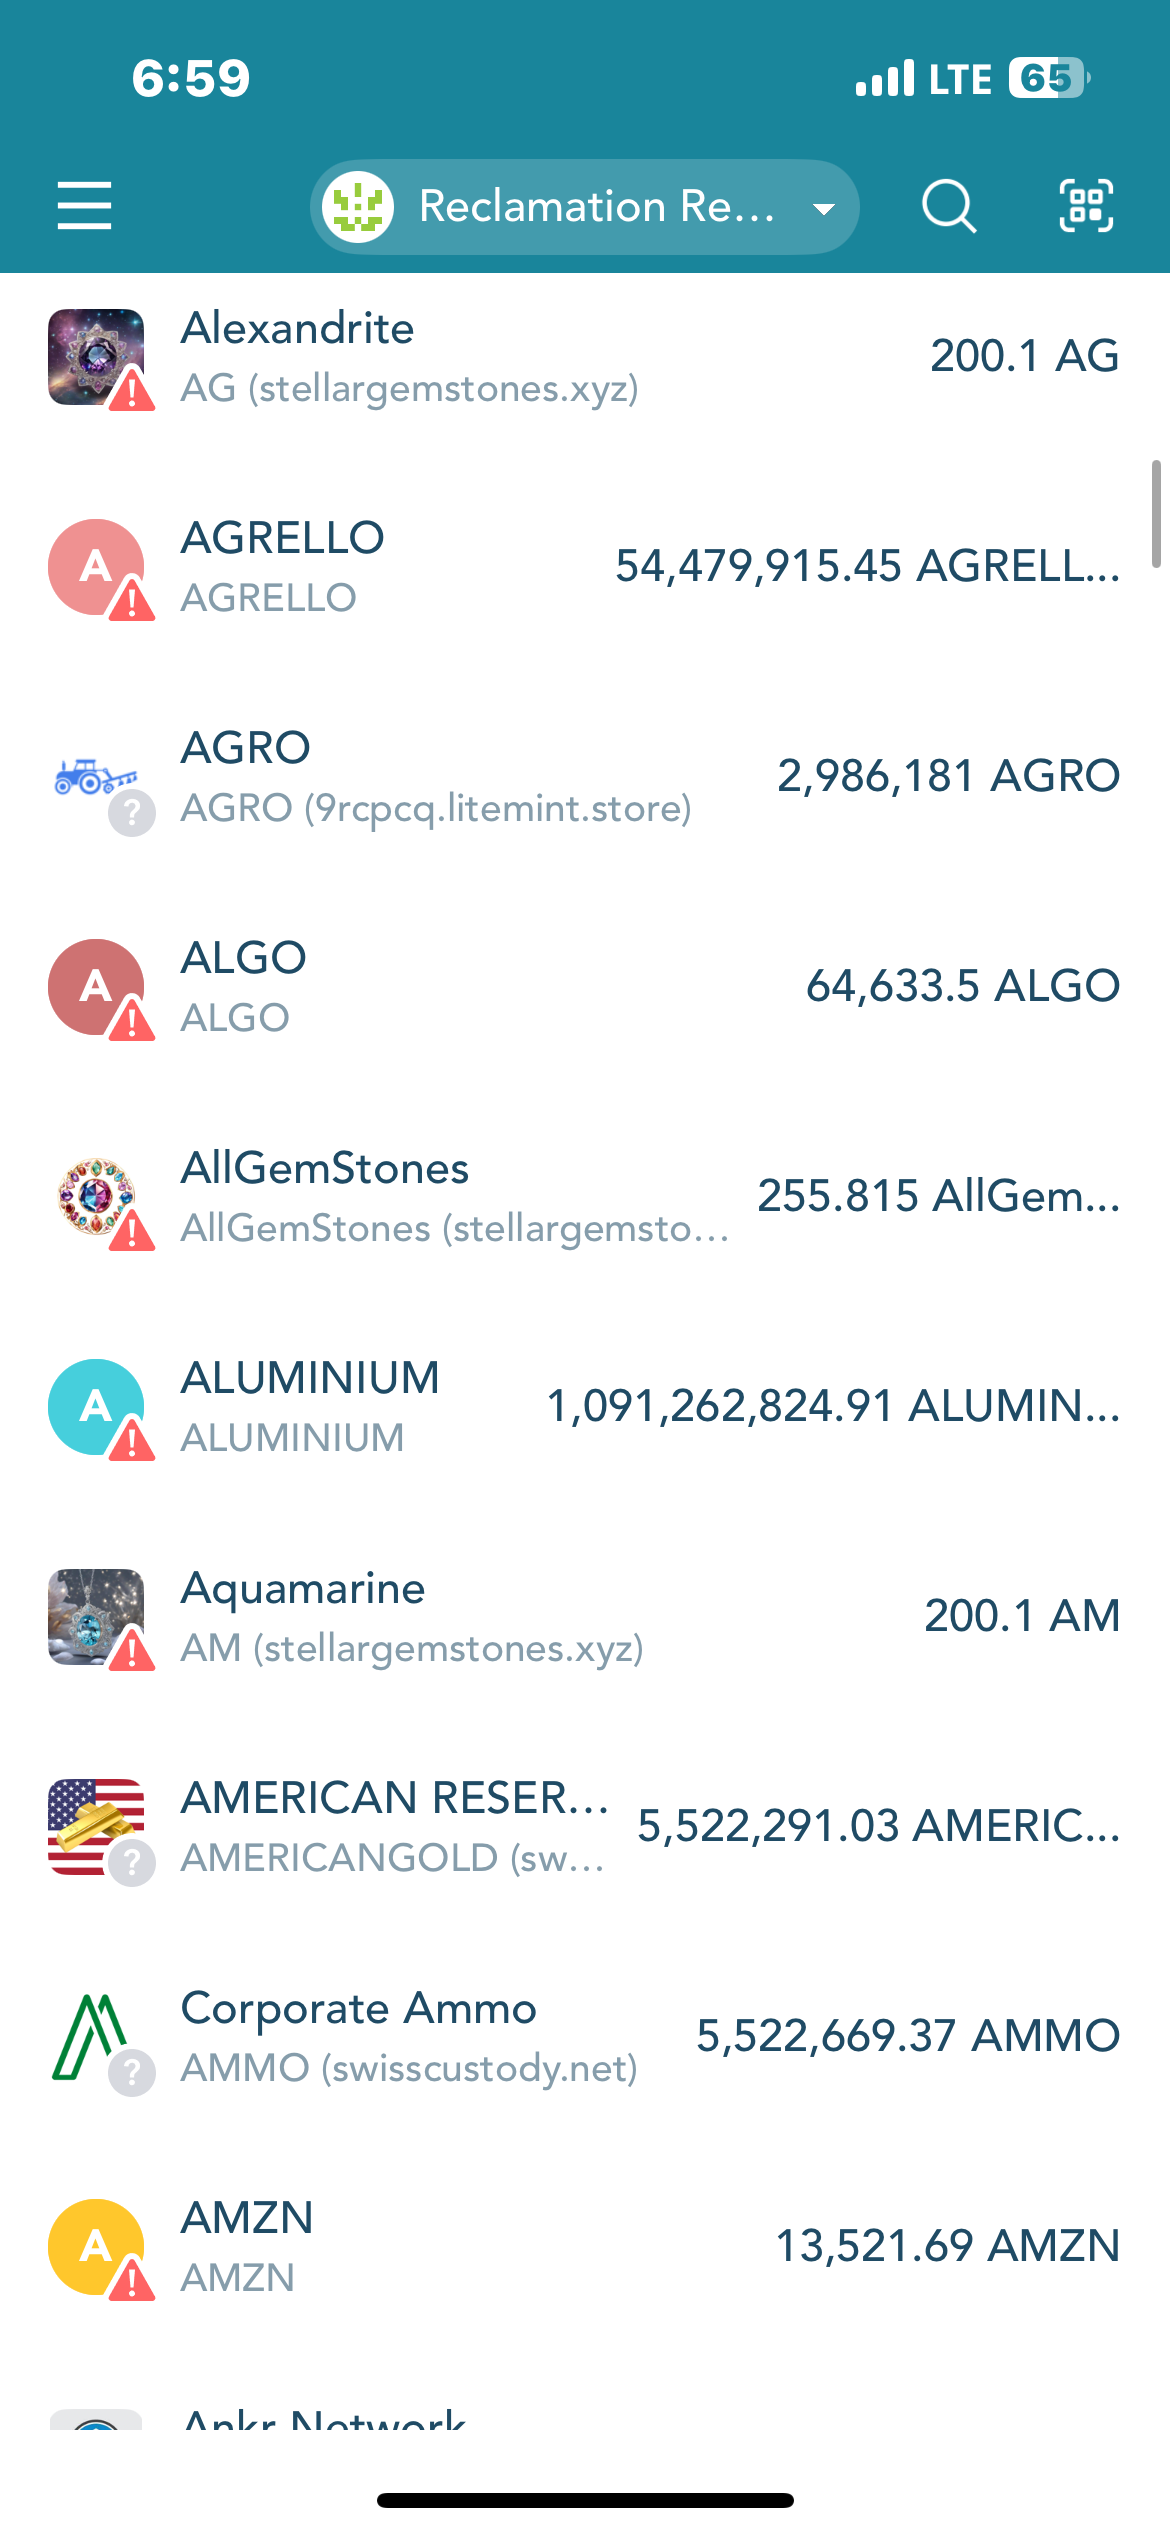 6:59
LTE 65
Reclamation Re...
Alexandrite
200.1 AG
AG (stellargemstones.xyz)
A
AGRELLO
54,479,915.45 AGRELL...
AGRELLO
AGRO
2,986,181 AGRO
AGRO (9rcpcq.litemint.store)
A
ALGO
64,633.5 ALGO
ALGO
AllGemStones
255.815 AllGem...
AllGemStones (stellargemsto...
A
ALUMINIUM
1,091,262,824.91 ALUMIN...
ALUMINIUM
Aquamarine
200.1 AM
AM (stellargemstones.xyz)
AMERICAN RESER...
5,522,291.03 AMERIC...
AMERICANGOLD (sw...
Corporate Ammo
5,522,669.37 AMMO
AMMO (swisscustody.net)
A
AMZN
13,521.69 AMZN
AMZN
Ankr Network